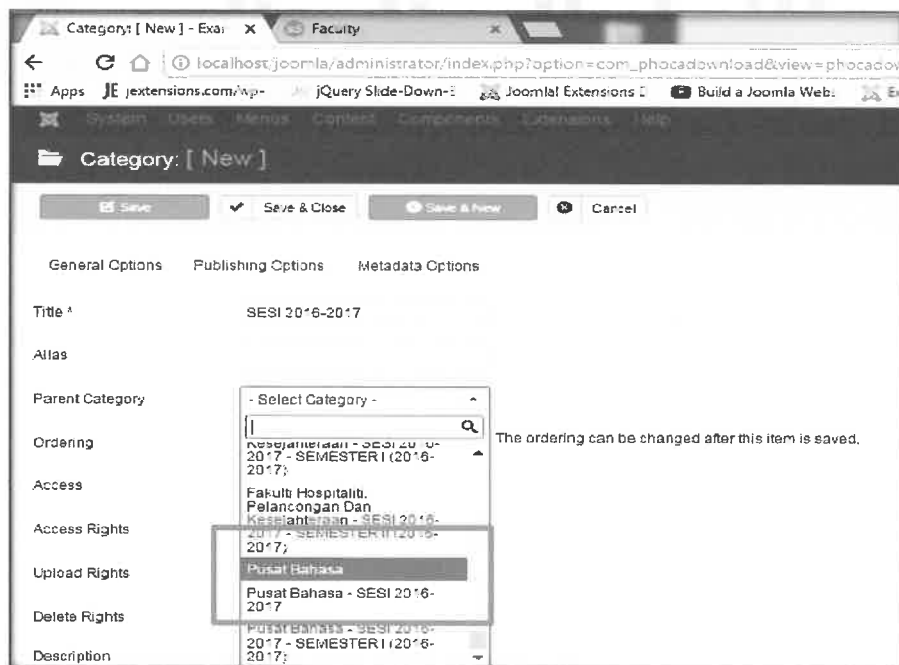 Category: [ New ] - Exa
Faculty
localhost/joomla/administrator/index.php?option=com_phocadownload&view=phocadow
Apps
JE jextensions.com/wp-
jQuery Slide-Down-
Joomla! Extensions
Build a Joomla Web
System Users Menus Content Components Extensions Help
Category: [ New ]
Save
Save & Close
Save & New
Cancel
General Options
Publishing Options
Metadata Options
Title *
SESI 2016-2017
Alias
Parent Category
- Select Category -
Ordering
The ordering can be changed after this item is saved.
Kesejahteraan - SESI 2016-
2017 - SEMESTER I (2016-
2017)
Access
Fakulti Hospitaliti,
Pelancongan Dan
Access Rights
Kesejahteraan - SESI 2016-
2017 - SEMESTER II (2016-
2017)
Upload Rights
Pusat Bahasa
Pusat Bahasa - SESI 2016-
2017
Delete Rights
Pusat Bahasa - SESI 2016-
2017 - SEMESTER I (2016-
2017)
Description